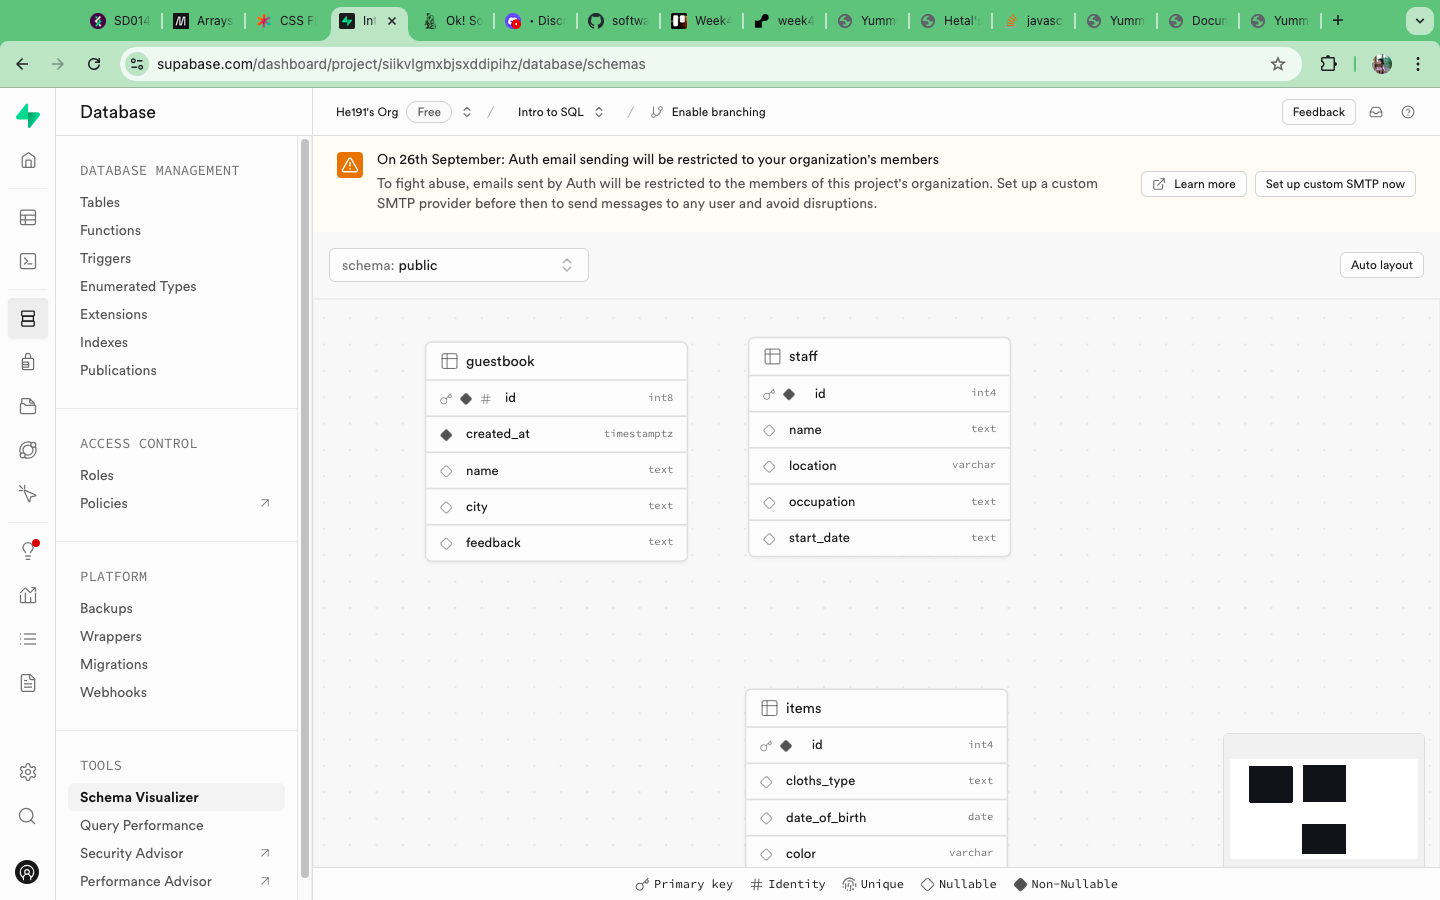 SD014
Arrays
CSS F
Int
Ok! So
• Disco
softwa
Week4
week4
Yumm
Hetal's
javasc
Yumm
Docum
Yumm
supabase.com/dashboard/project/siikvlgmxbjsxddipihz/database/schemas
Database
He191's Org Free / Intro to SQL / Enable branching
Feedback
On 26th September: Auth email sending will be restricted to your organization's members
To fight abuse, emails sent by Auth will be restricted to the members of this project's organization. Set up a custom
SMTP provider before then to send messages to any user and avoid disruptions.
Learn more
Set up custom SMTP now
DATABASE MANAGEMENT
Tables
Functions
Triggers
Enumerated Types
Extensions
Indexes
Publications
ACCESS CONTROL
Roles
Policies
PLATFORM
Backups
Wrappers
Migrations
Webhooks
TOOLS
Schema Visualizer
Query Performance
Security Advisor
Performance Advisor
schema: public
Auto layout
guestbook
id int8
created_at timestamptz
name text
city text
feedback text
staff
id int4
name text
location varchar
occupation text
start_date text
items
id int4
cloths_type text
date_of_birth date
color varchar
Primary key # Identity Unique Nullable Non-Nullable